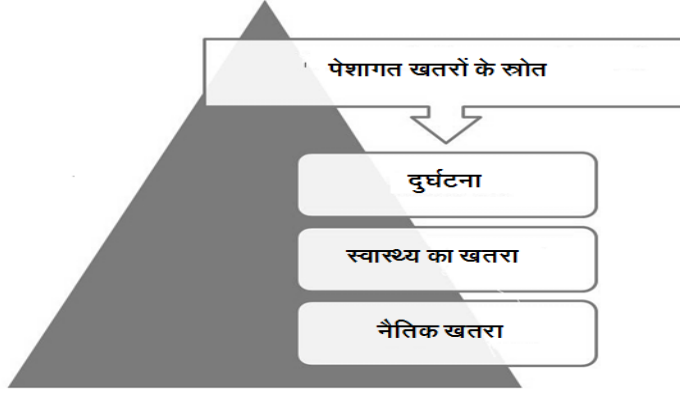 पेशागत खतरों के स्रोत
दुर्घटना
स्वास्थ्य का खतरा
नैतिक खतरा